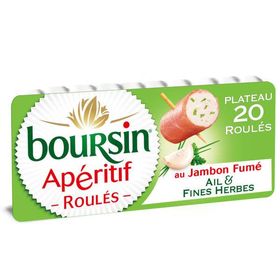 boursin
Apéritif
ROULÉS
PLATEAU
20
ROULÉS
au Jambon Fumé
AIL &
FINES HERBES